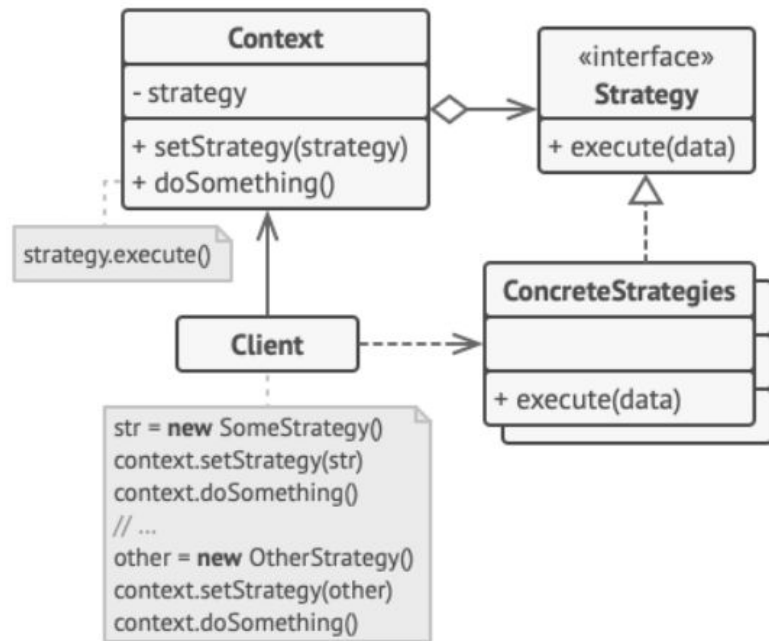 Context
- strategy
+ setStrategy(strategy)
+ doSomething()
«interface»
Strategy
+ execute(data)
strategy.execute()
ConcreteStrategies
+ execute(data)
Client
str = new SomeStrategy()
context.setStrategy(str)
context.doSomething()
// ...
other = new OtherStrategy()
context.setStrategy(other)
context.doSomething()